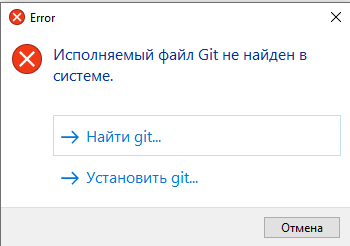 Error
Исполняемый файл Git не найден в
системе.
Найти git...
Установить git...
Отмена